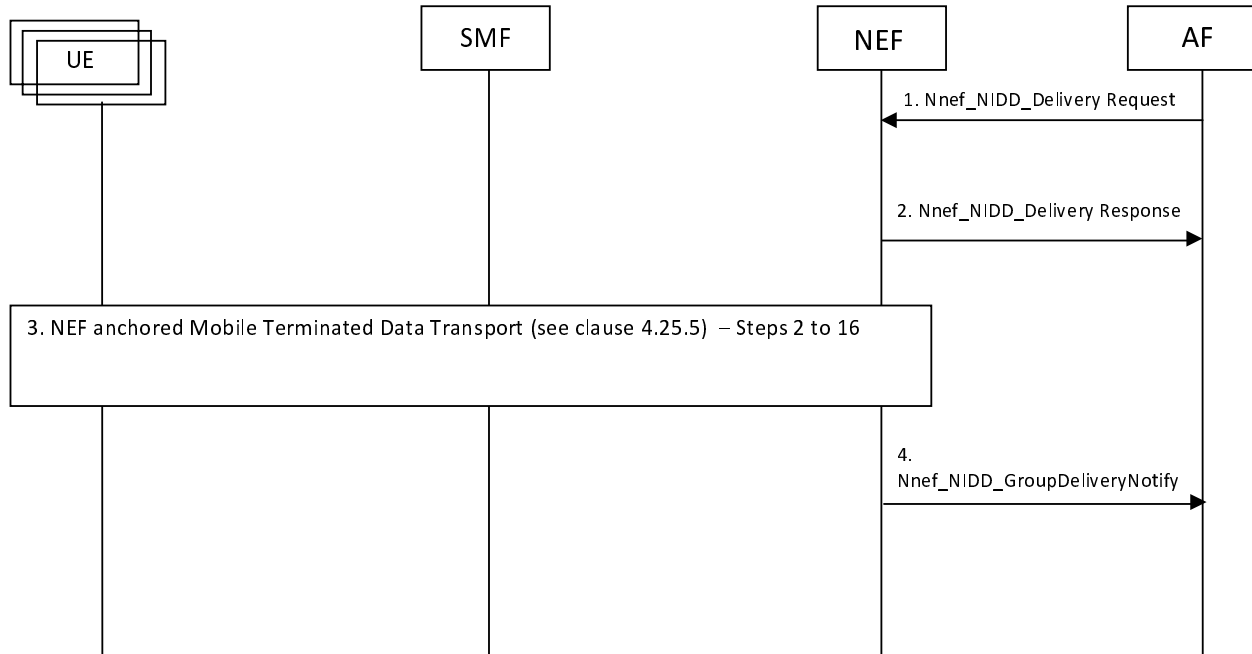 UE
SMF
NEF
AF
1. Nnef_NIDD_Delivery Request
2. Nnef_NIDD_Delivery Response
3. NEF anchored Mobile Terminated Data Transport (see clause 4.25.5) – Steps 2 to 16
4.
Nnef_NIDD_GroupDeliveryNotify